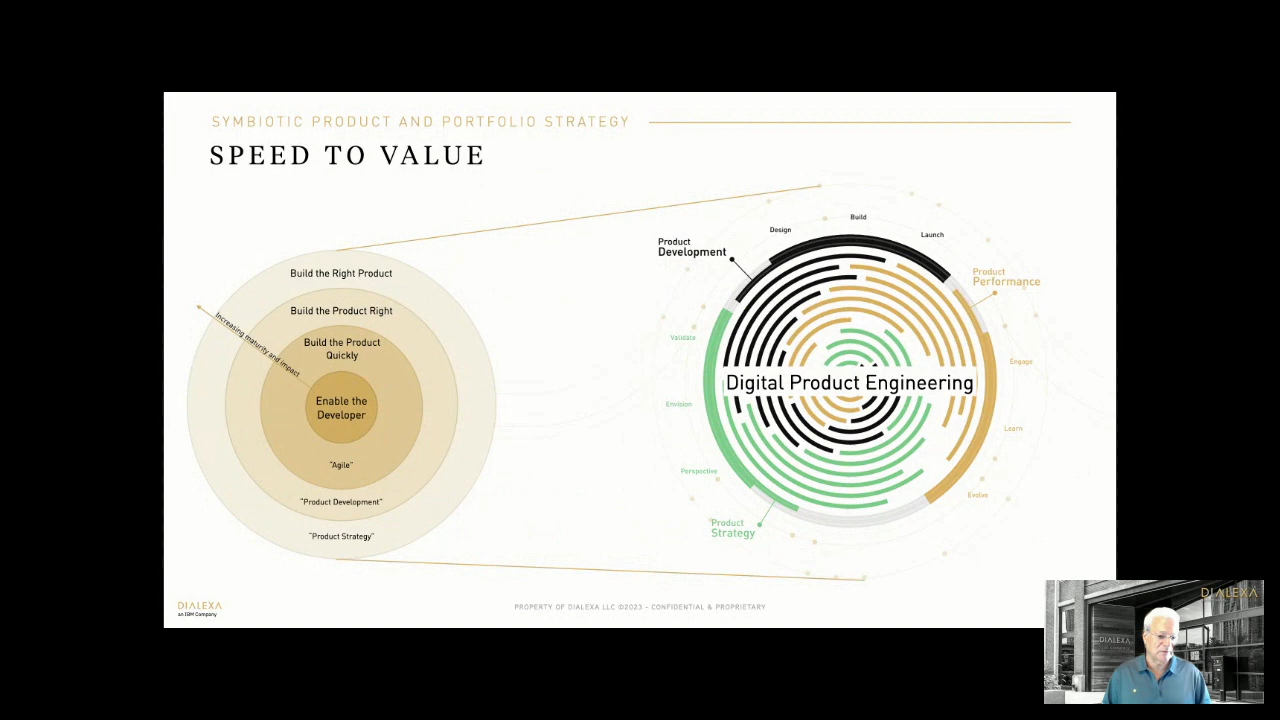 SYMBIOTIC PRODUCT AND PORTFOLIO STRATEGY
SPEED TO VALUE
Build the Right Product
Build the Product Right
Build the Product
Quickly
Enable the
Developer
"Agile"
"Product Development"
"Product Strategy"
Increasing maturity and impact
Product
Development
Design
Build
Launch
Product
Performance
Engage
Learn
Evolve
Validate
Envision
Perspective
Product
Strategy
Digital Product Engineering
DIALEXA
an IBM Company
PROPERTY OF DIALEXA LLC ©2023 – CONFIDENTIAL & PROPRIETARY
DIALEXA
DIALEXA